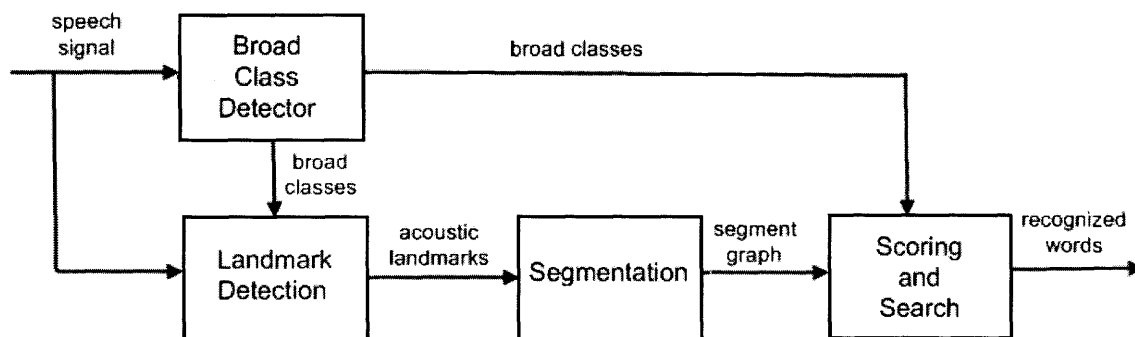 speech
signal
Broad
Class
Detector
broad classes
broad
classes
Landmark
Detection
acoustic
landmarks
Segmentation
segment
graph
Scoring
and
Search
recognized
words